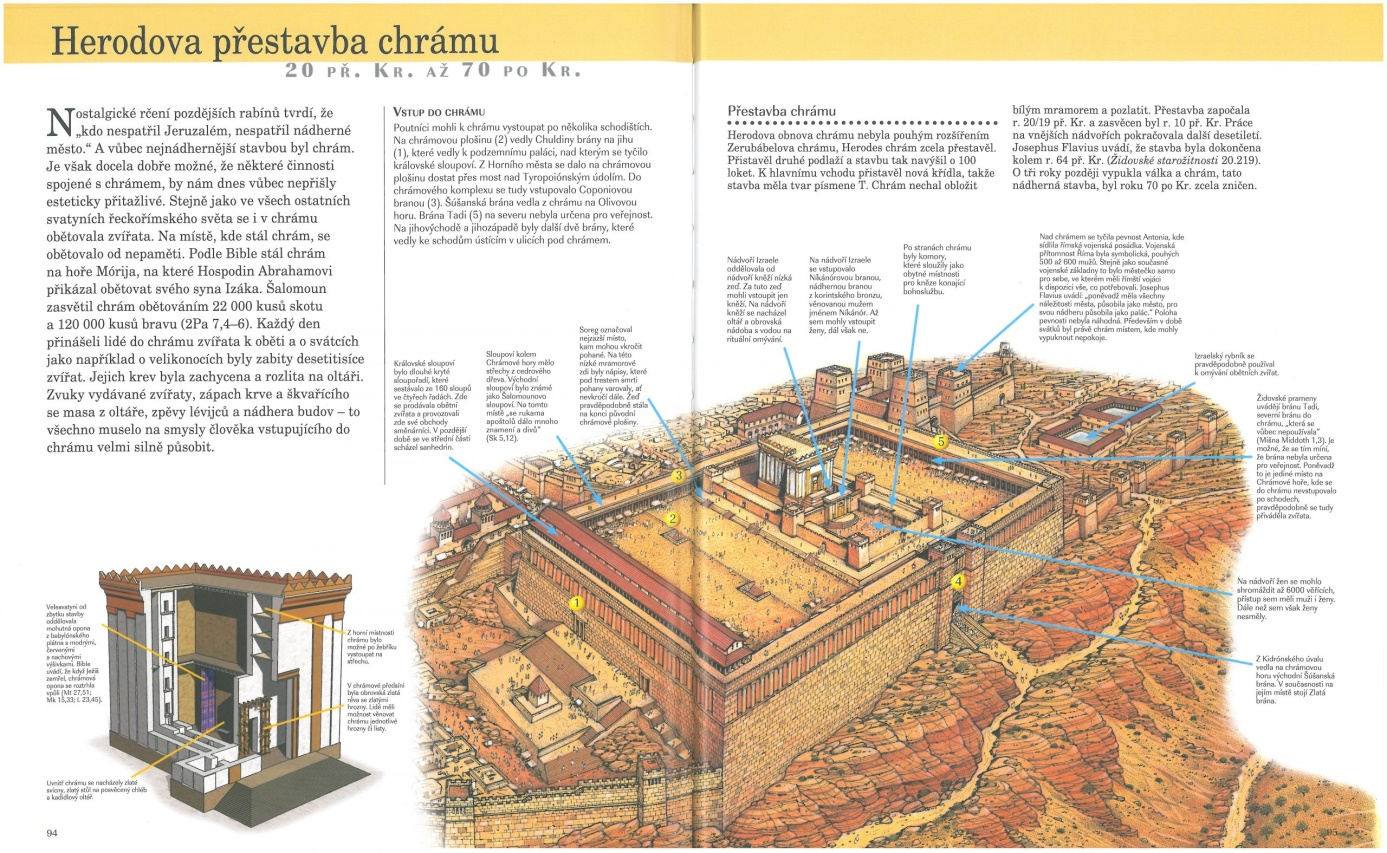 Herodova přestavba chrámu
20 PŘ. KR. AŽ 70 PO KR.
Nostalgické rčení pozdějších rabínů tvrdí, že
„kdo nespatřil Jeruzalém, nespatřil nádherné
město.“ A vůbec nejnádhernější stavbou byl chrám.
Je však docela dobře možné, že některé činnosti
spojené s chrámem, by nám dnes vůbec nepřišly
esteticky přitažlivé. Stejně jako ve všech ostatních
svatyních řeckořímského světa se i v chrámu
obětovala zvířata. Na místě, kde stál chrám, se
obětovalo od nepaměti. Podle Bible stál chrám
na hoře Mórija, na které Hospodin Abrahamovi
přikázal obětovat svého syna Izáka. Šalomoun
zasvětil chrám obětováním 22 000 kusů skotu
a 120 000 kusů bravu (2Pa 7,4–6). Každý den
přinášeli lidé do chrámu zvířata k oběti a o svátcích
jako například o velikonocích byly zabity desetitisíce
zvířat. Jejich krev byla zachycena a rozlita na oltáři.
Zvuky vydávané zvířaty, zápach krve a škvařícího
se masa z oltáře, zpěvy lévijců a nádhera budov – to
všechno muselo na smysly člověka vstupujícího do
chrámu velmi silně působit.
VSTUP DO CHRÁMU
Poutníci mohli k chrámu vystoupat po několika schodištích.
Na chrámovou plošinu (2) vedly Chuldiny brány na jihu
(1), které vedly k podzemnímu paláci, nad kterým se tyčilo
královské sloupoví. Z Horního města se dalo na chrámovou
plošinu dostat přes most nad Tyropoiónským údolím. Do
chrámového komplexu se tudy vstupovalo Coponiovou
branou (3). Šúšanská brána vedla z chrámu na Olivovou
horu. Brána Tadi (5) na severu nebyla určena pro veřejnost.
Na jihovýchodě a jihozápadě byly další dvě brány, které
vedly ke schodům ústícím v ulicích pod chrámem.
Přestavba chrámu
Herodova obnova chrámu nebyla pouhým rozšířením
Zerubábelova chrámu, Herodes chrám zcela přestavěl.
Přistavěl druhé podlaží a stavbu tak navýšil o 100
loket. K hlavnímu vchodu přistavěl nová křídla, takže
stavba měla tvar písmene T. Chrám nechal obložit
bílým mramorem a pozlatit. Přestavba započala
r. 20/19 př. Kr. a zasvěcen byl r. 10 př. Kr. Práce
na vnějších nádvořích pokračovala další desetiletí.
Josephus Flavius uvádí, že stavba byla dokončena
kolem r. 64 př. Kr. (Židovské starožitnosti 20.219).
O tři roky později vypukla válka a chrám, tato
nádherná stavba, byl roku 70 po Kr. zcela zničen.
Královské sloupoví
bylo dlouhé kryté
sloupořadí, které
sestávalo ze 160 sloupů
ve čtyřech řadách. Zde
se prodávala obětní
zvířata a provozovali
zde své obchody
směnárníci. V pozdější
době se ve střední části
scházel sanhedrin.
Sloupoví kolem
Chrámové hory mělo
střechy z cedrového
dřeva. Východní
sloupoví bylo známé
jako Šalomounovo
sloupoví. Na tomto
místě „se rukama
apoštolů dálo mnoho
znamení a divů“
(Sk 5,12).
Soreg označoval
nejzazší místo,
kam mohou vkročit
pohané. Na této
nízké mramorové
zdi byly nápisy, které
pod trestem smrti
pohany varovaly, ať
nevkročí dále. Zeď
pravděpodobně stála
na konci původní
chrámové plošiny.
Nádvoří Izraele
oddělovala od
nádvoří kněží nízká
zeď. Za tuto zeď
mohli vstoupit jen
kněží. Na nádvoří
kněží se nacházel
oltář a obrovská
nádoba s vodou na
rituální omývání.
Na nádvoří Izraele
se vstupovalo
Nikánórovou branou,
nádhernou branou
z korintského bronzu,
věnovanou mužem
jménem Nikánór. Až
sem mohly vstoupit
ženy, dál však ne.
Po stranách chrámu
byly komory,
které sloužily jako
obytné místnosti
pro kněze konající
bohoslužbu.
Nad chrámem se tyčila pevnost Antonia, kde
sídlila římská vojenská posádka. Vojenská
přítomnost Říma byla symbolická, pouhých
500 až 600 mužů. Stejně jako současné
vojenské základny to bylo městečko samo
pro sebe, ve kterém měli římští vojáci
k dispozici vše, co potřebovali. Josephus
Flavius uvádí: „poněvadž měla všechny
náležitosti města, působila jako město, pro
svou nádheru působila jako palác.“ Poloha
pevnosti nebyla náhodná. Především v době
svátků byl právě chrám místem, kde mohly
vypuknout nepokoje.
Izraelský rybník se
pravděpodobně používal
k omývání obětních zvířat.
Židovské prameny
uvádějí bránu Tadi,
severní bránu do
chrámu, „která se
vůbec nepoužívala“
(Mišna Middoth 1,3). Je
možné, že se tím míní,
že brána nebyla určena
pro veřejnost. Poněvadž
to je jediné místo na
Chrámové hoře, kde se
do chrámu nevstupovalo
po schodech,
pravděpodobně se tudy
přiváděla zvířata.
Na nádvoří žen se mohlo
shromáždit až 6000 věřících,
přístup sem měli muži i ženy.
Dále než sem však ženy
nesměly.
Z Kidrónského úvalu
vedla na chrámovou
horu východní Šúšanská
brána. V současnosti na
jejím místě stojí Zlatá
brána.
1
2
3
4
5
Velesvatyni od
zbytku stavby
oddělovala
mohutná opona
z babylónského
plátna s modrými,
červenými
a nachovými
výšivkami. Bible
uvádí, že když Ježíš
zemřel, chrámová
opona se roztrhla
vpůli (Mt 27,51;
Mk 15,33; L 23,45).
Z horní místnosti
chrámu bylo
možné po žebříku
vystoupat na
střechu.
V chrámové předsíni
byla obrovská zlatá
réva se zlatými
hrozny. Lidé měli
možnost věnovat
chrámu jednotlivé
hrozny či listy.
Uvnitř chrámu se nacházely zlaté
svícny, zlatý stůl na posvěcený chléb
a kadidlový oltář.
94
95